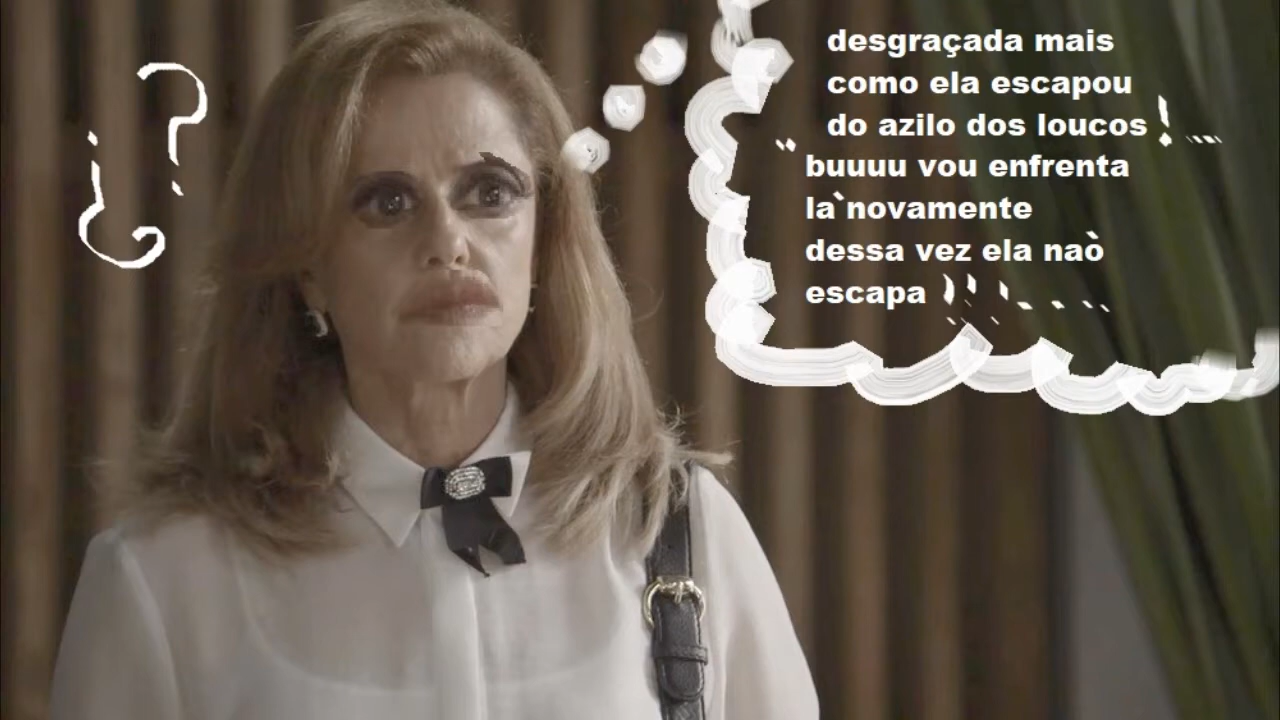 ¿?
desgraçada mais
como ela escapou
do azilo dos loucos !....
¨buuuu vou enfrenta
la`novamente
dessa vez ela naò
escapa )!!.....